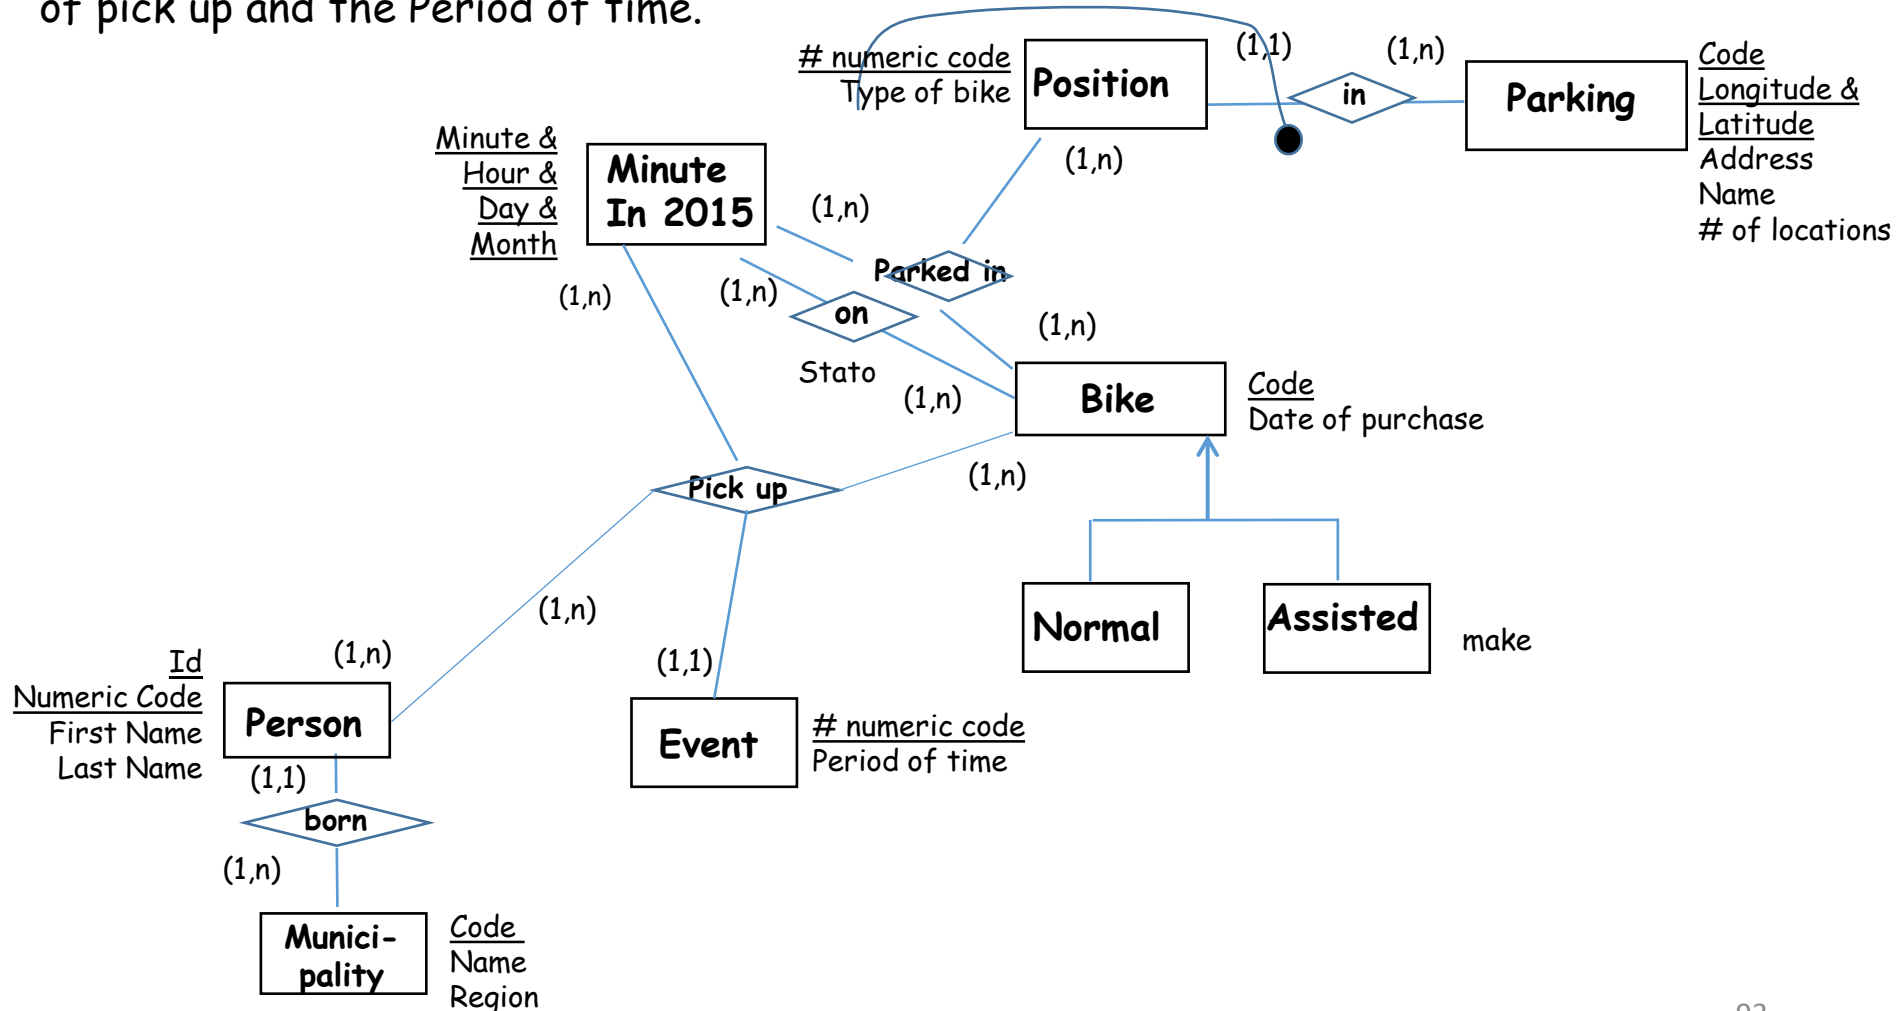 of pick up and the Period of time.
# numeric code
Type of bike
Position
(1,1)
in
(1,n)
Parking
Code
Longitude &
Latitude
Address
Name
# of locations
Minute &
Hour &
Day &
Month
Minute
In 2015
(1,n)
(1,n)
Parked in
(1,n)
(1,n)
on
Stato
(1,n)
(1,n)
Bike
Code
Date of purchase
(1,n)
Pick up
(1,n)
Normal
Assisted
make
Id
Numeric Code
First Name
Last Name
(1,n)
Person
(1,1)
(1,1)
Event
# numeric code
Period of time
born
(1,n)
Munici-
pality
Code
Name
Region